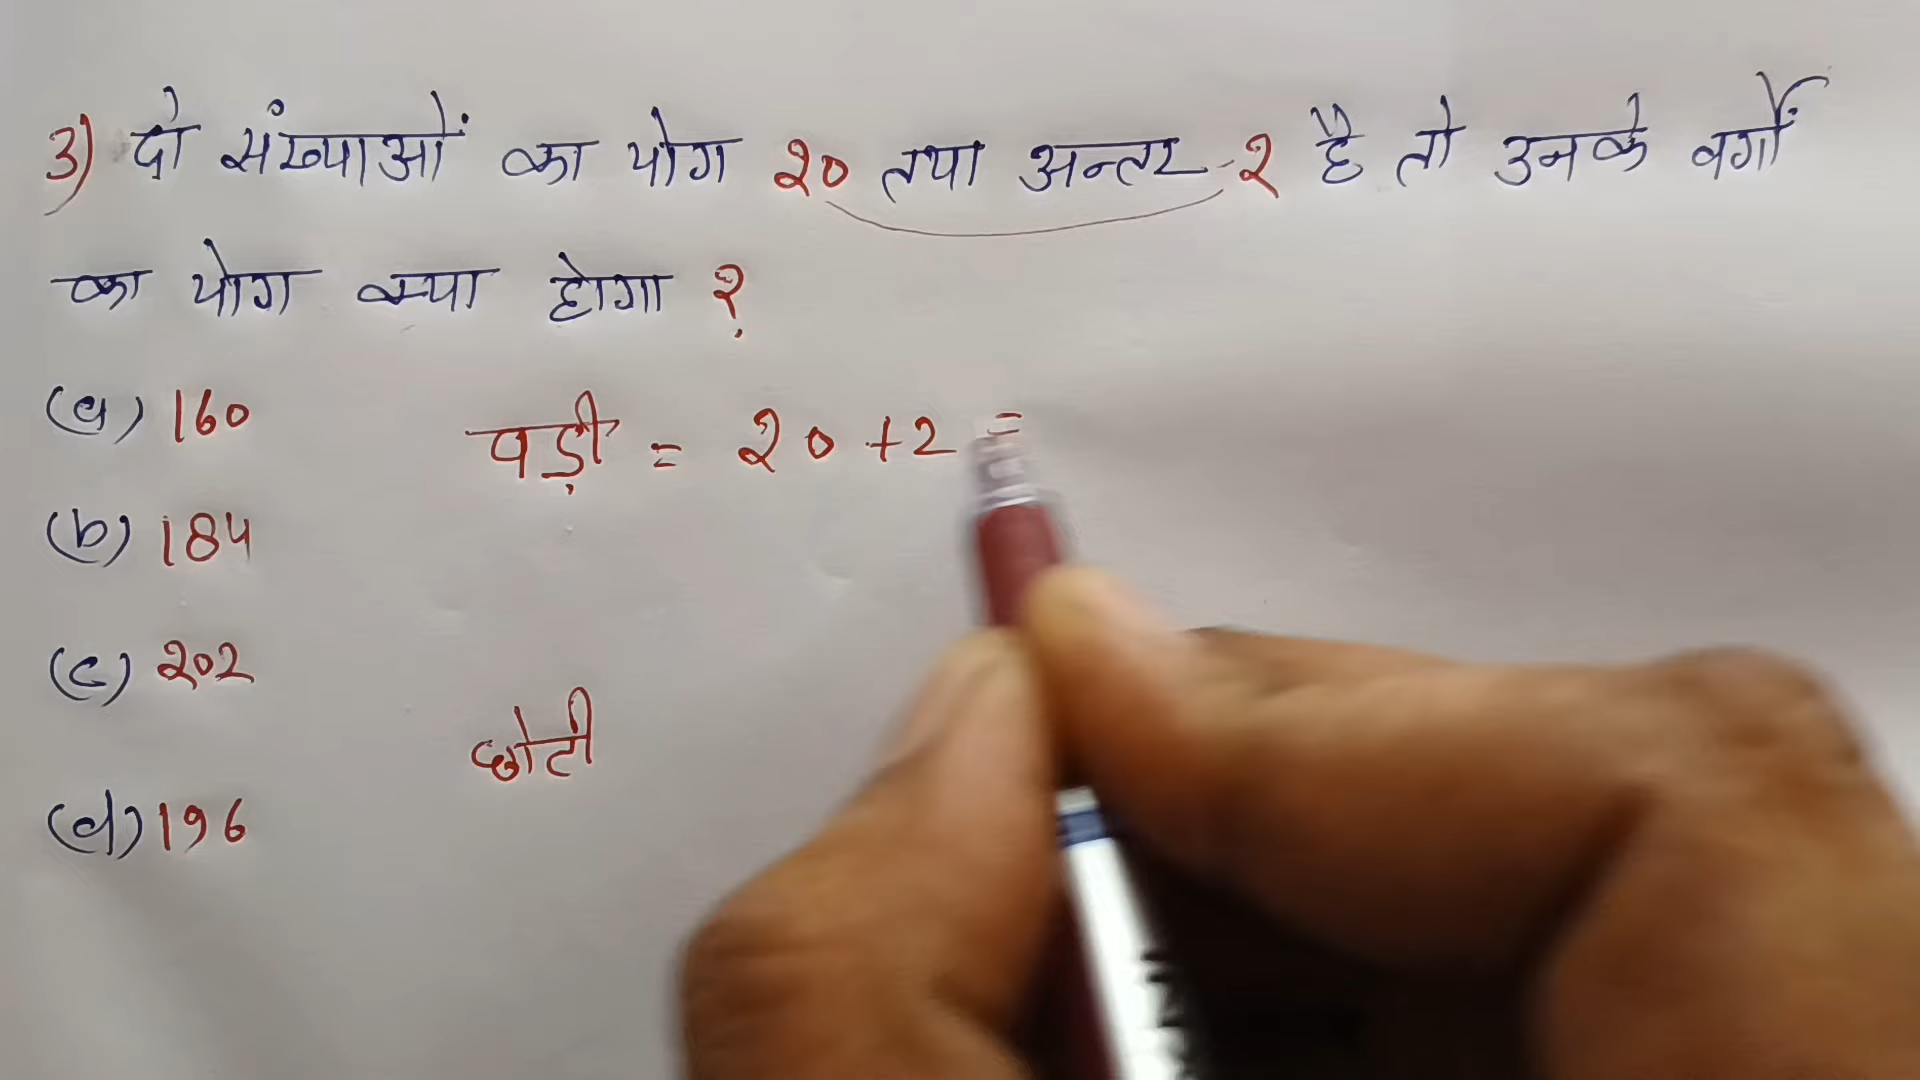 3) दो संख्याओं का योग 20 तथा अन्तर 2 है तो उनके वर्गों
का योग क्या होगा ?
(a) 160
बड़ी = 20 + 2 =
(b) 184
(c) 202
छोटी
(d) 196